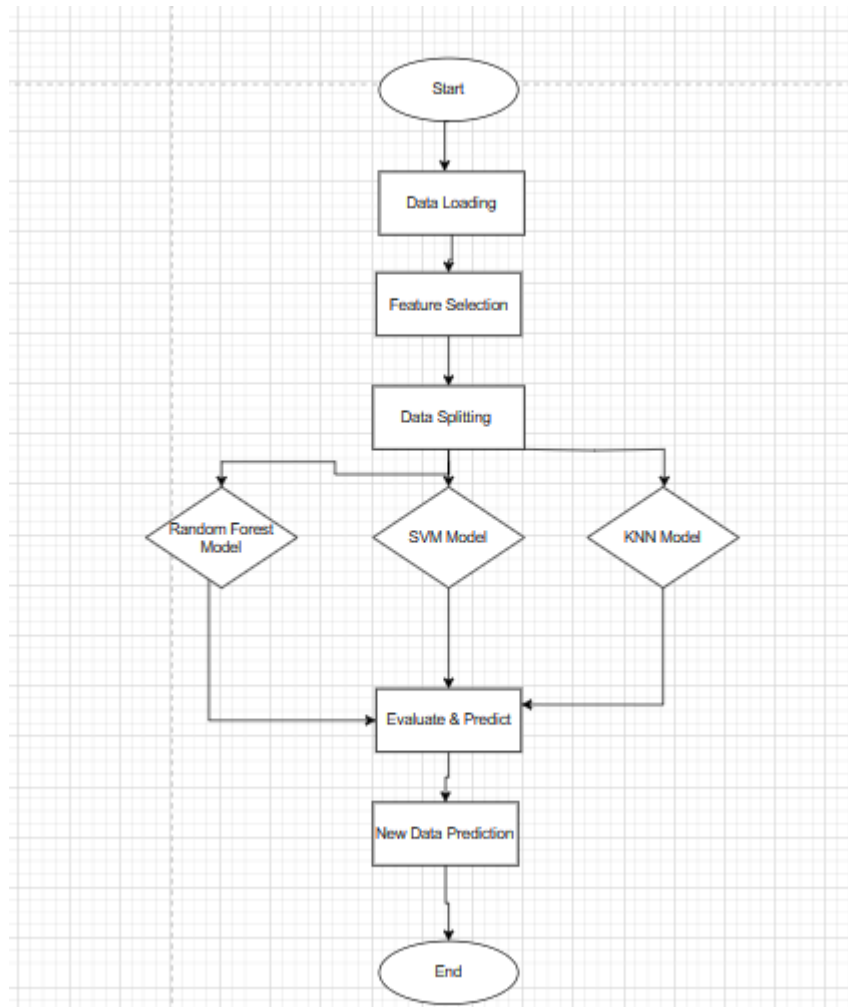 Start
Data Loading
Feature Selection
Data Splitting
Random Forest
Model
SVM Model
KNN Model
Evaluate & Predict
New Data Prediction
End